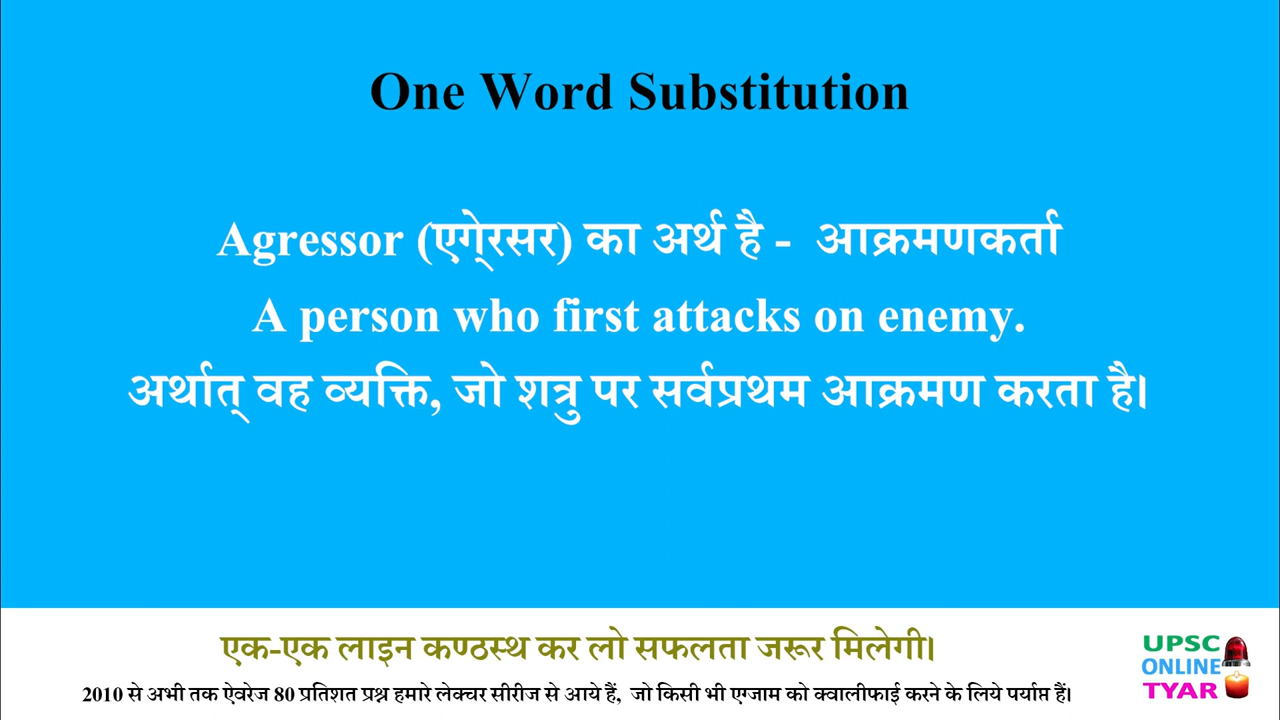 One Word Substitution
Agressor (एगे्रसर) का अर्थ है - आक्रमणकर्ता
A person who first attacks on enemy.
अर्थात् वह व्यक्ति, जो शत्रु पर सर्वप्रथम आक्रमण करता है।
एक-एक लाइन कण्ठस्थ कर लो सफलता जरूर मिलेगी।
2010 से अभी तक ऐवरेज 80 प्रतिशत प्रश्न हमारे लेक्चर सीरीज से आये हैं, जो किसी भी एग्जाम को क्वालीफाई करने के लिये पर्याप्त हैं।
UPSC
ONLINE
TYAR